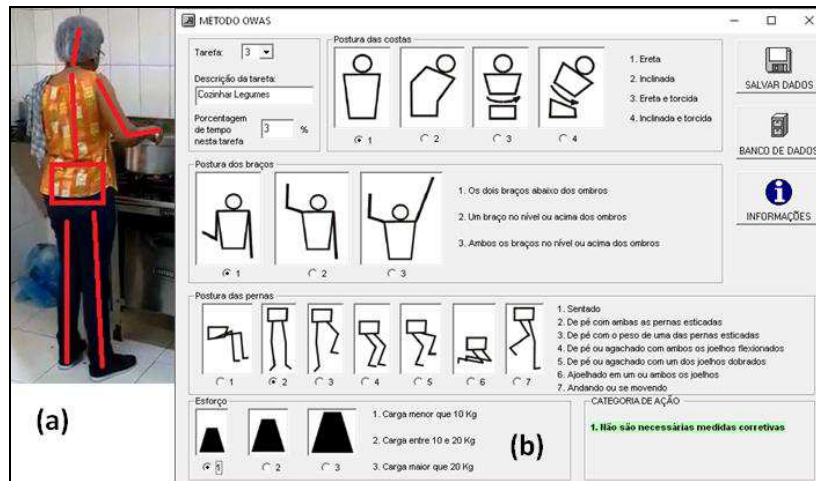 METODO OWAS
Tarefa: 3
Descrição da tarefa:
Cozinhar Legumes
Porcentagem de tempo nesta tarefa 3 %
Postura das costas
1 2 3 4
1. Ereta
2. Inclinada
3. Ereta e torcida
4. Inclinada e torcida
SALVAR DADOS
BANCO DE DADOS
INFORMAÇÕES
Postura dos braços
1 2 3
1. Os dois braços abaixo dos ombros
2. Um braço no nível ou acima dos ombros
3. Ambos os braços no nível ou acima dos ombros
Postura das pernas
1 2 3 4 5 6 7
1. Sentado
2. De pé com ambas as pernas esticadas
3. De pé com o peso de uma das pernas esticadas
4. De pé ou agachado com ambos os joelhos flexionados
5. De pé ou agachado com um dos joelhos dobrados
6. Ajoelhado em um ou ambos os joelhos
7. Andando ou se movendo
Esforço
1 2 3
1. Carga menor que 10 Kg
2. Carga entre 10 e 20 Kg
3. Carga maior que 20 Kg
CATEGORIA DE AÇÃO
1. Não são necessárias medidas corretivas
(a)
(b)